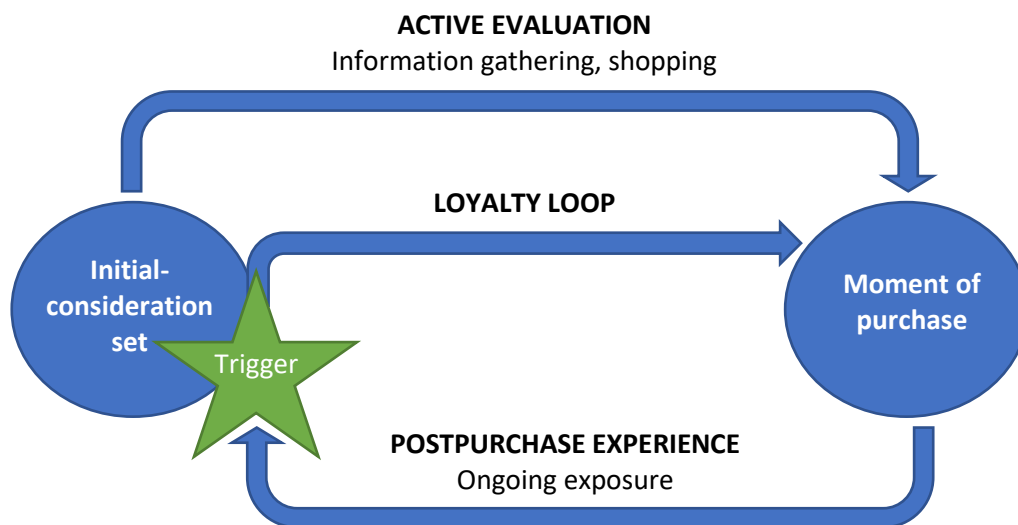 ACTIVE EVALUATION
Information gathering, shopping
LOYALTY LOOP
Initial-
consideration
set
Trigger
Moment of
purchase
POSTPURCHASE EXPERIENCE
Ongoing exposure